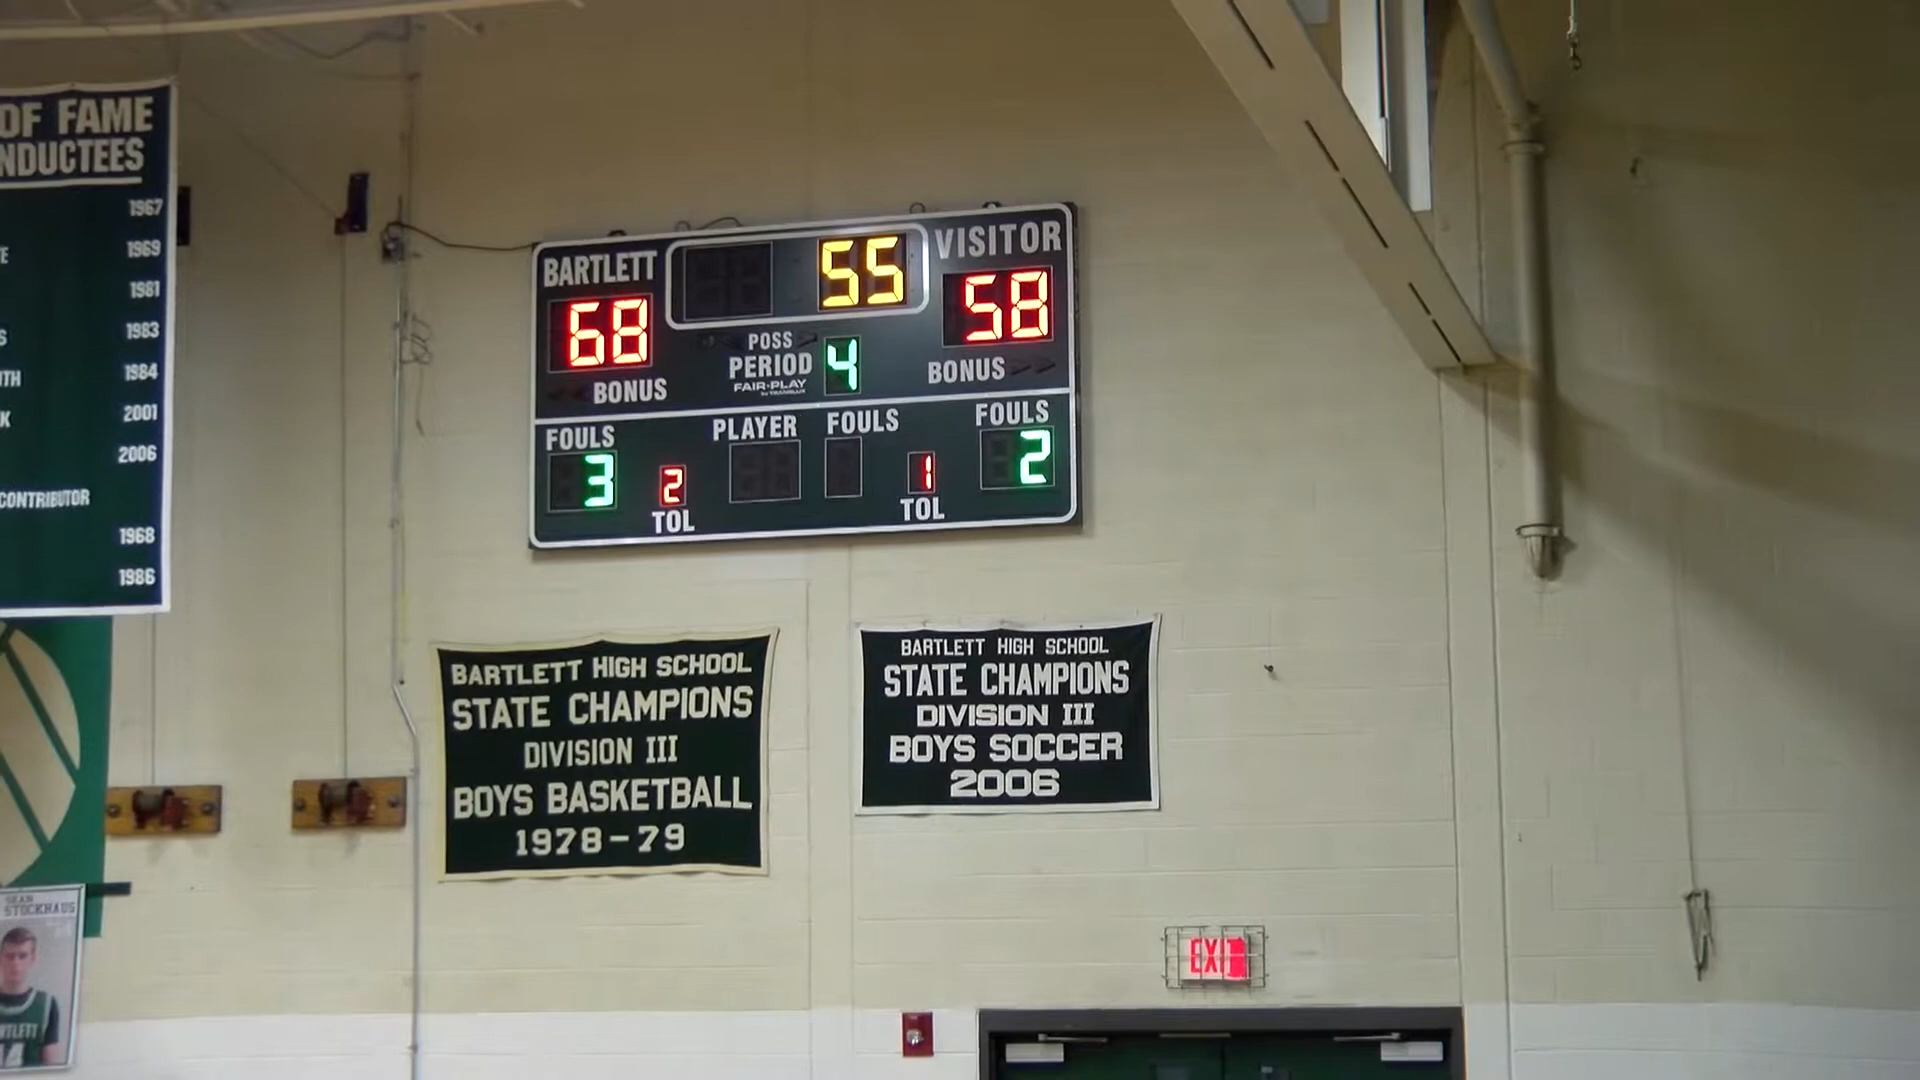 OF FAME
NDUCTEES
1967
1969
1981
1983
1984
2001
2006
CONTRIBUTOR
1968
1986
BARTLETT
55
VISITOR
68
58
POSS
PERIOD 4
FAIR-PLAY
BONUS
BONUS
FOULS
PLAYER
FOULS
FOULS
3
2
1
2
TOL
TOL
BARTLETT HIGH SCHOOL
STATE CHAMPIONS
DIVISION III
BOYS BASKETBALL
1978-79
BARTLETT HIGH SCHOOL
STATE CHAMPIONS
DIVISION III
BOYS SOCCER
2006
SEAN
STOCKHAUS
EXIT